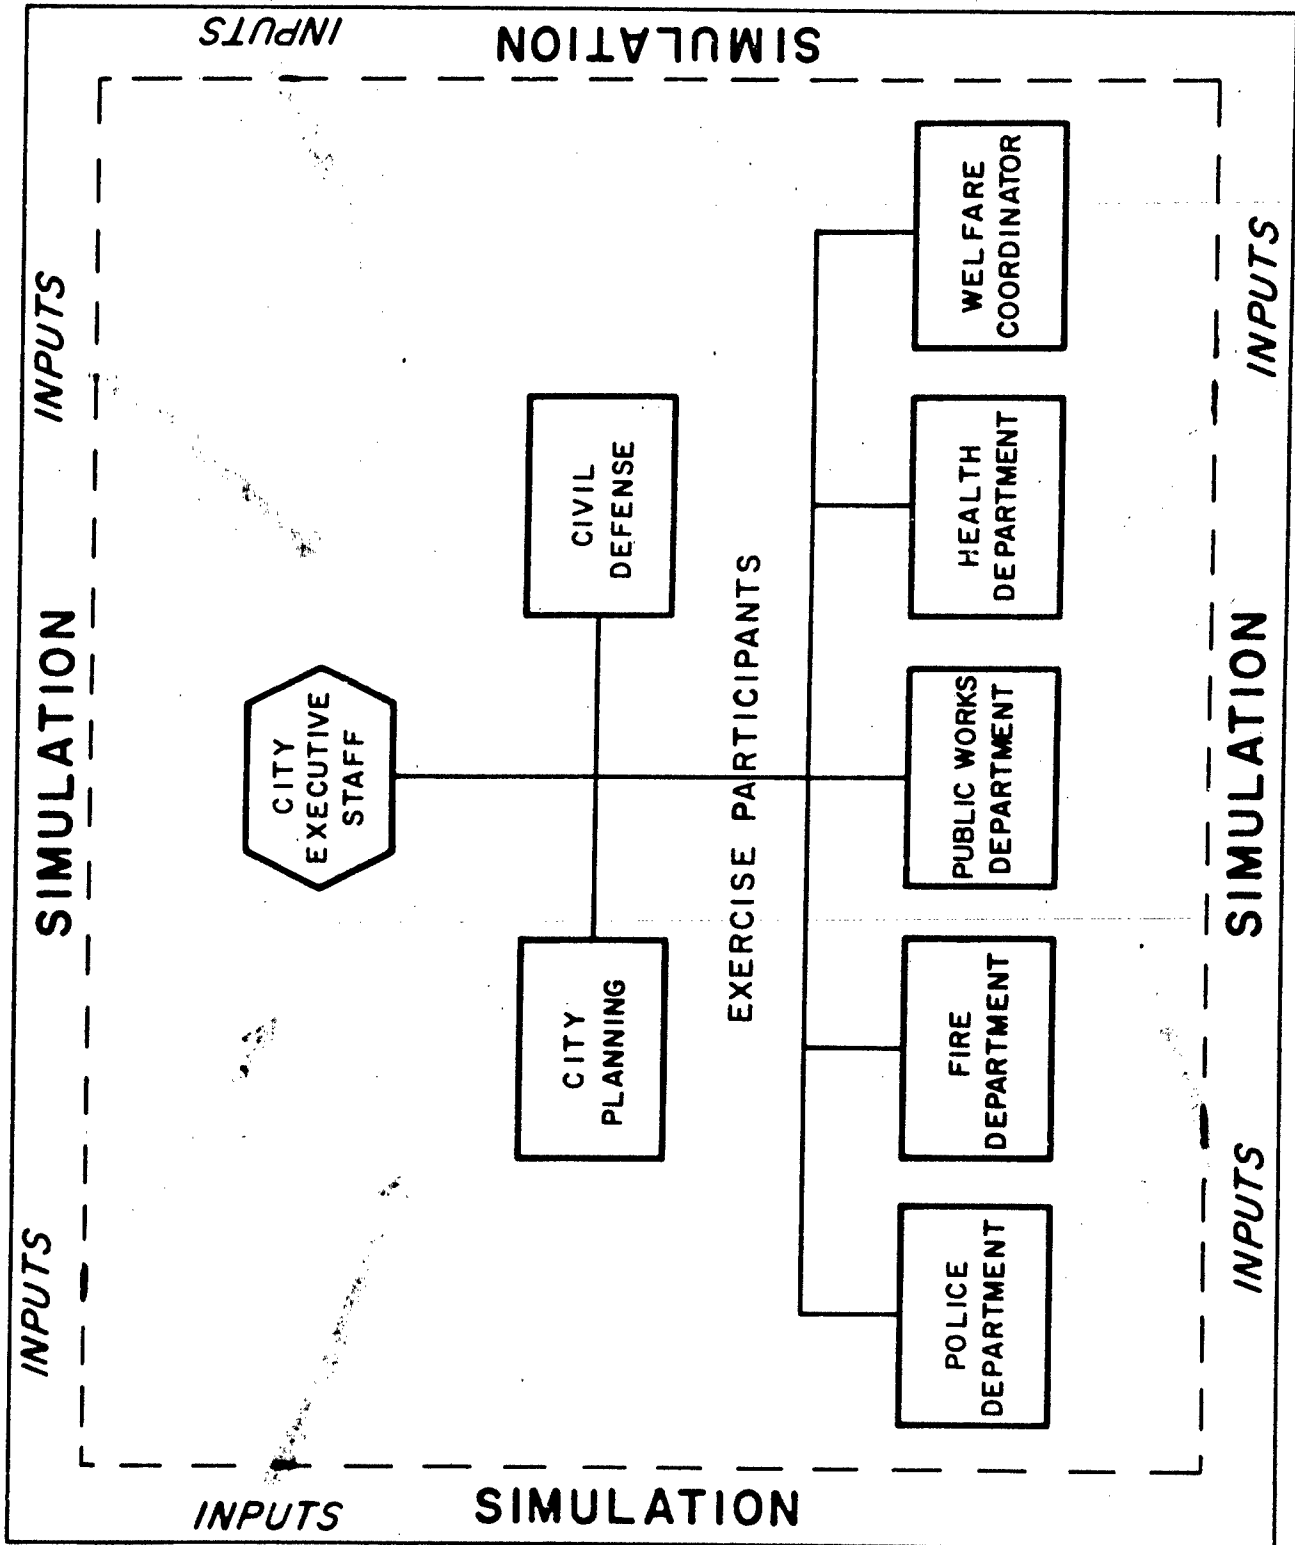 INPUTS
SIMULATION
INPUTS
INPUTS
SIMULATION
INPUTS
SIMULATION
CITY
EXECUTIVE
STAFF
CITY
PLANNING
CIVIL
DEFENSE
EXERCISE PARTICIPANTS
POLICE
DEPARTMENT
FIRE
DEPARTMENT
PUBLIC WORKS
DEPARTMENT
HEALTH
DEPARTMENT
WELFARE
COORDINATOR
INPUTS
SIMULATION
INPUTS